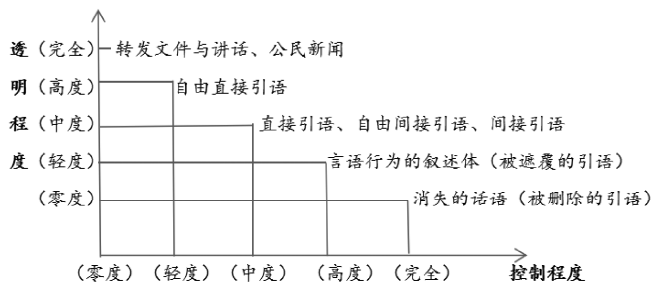 透（完全）转发文件与讲话、公民新闻
明（高度）自由直接引语
程（中度）直接引语、自由间接引语、间接引语
度（轻度）言语行为的叙述体（被遮覆的引语）
（零度）消失的话语（被删除的引语）
（零度）（轻度）（中度）（高度）（完全）控制程度